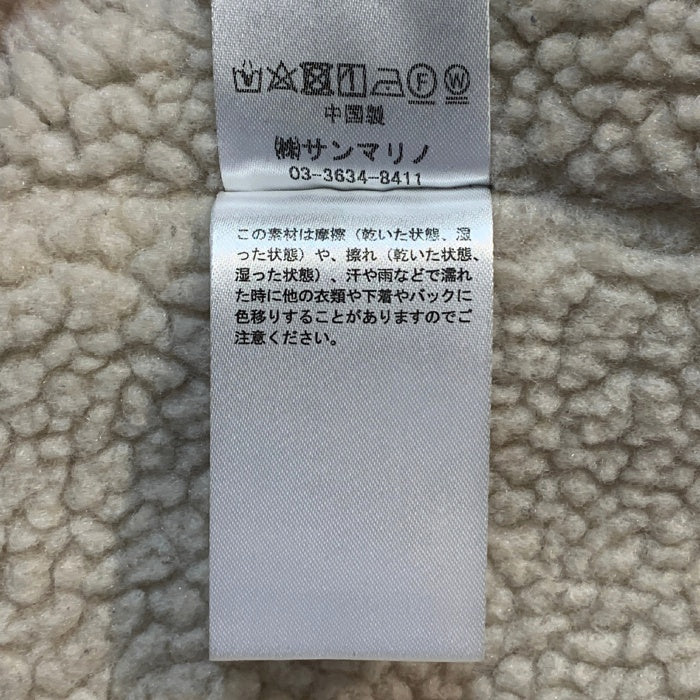 F W
中国製
㈱サンマリノ
03-3634-8411
この素材は摩擦（乾いた状態、湿
った状態）や、擦れ（乾いた状態、
湿った状態）、汗や雨などで濡れ
た時に他の衣類や下着やバックに
色移りすることがありますのでご
注意ください。